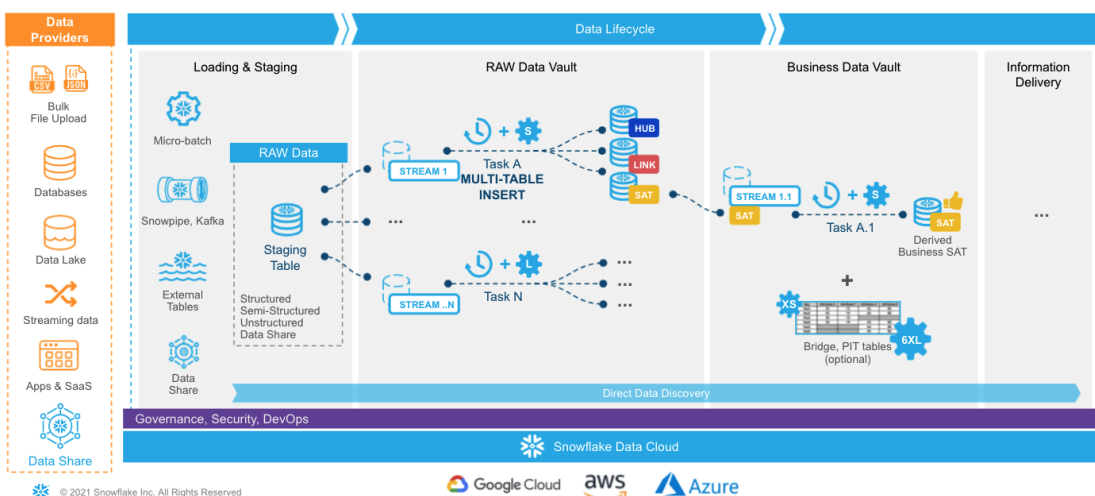 Data
Providers
Data Lifecycle
CSV
JSON
Bulk
File Upload
Databases
Data Lake
Streaming data
Apps & SaaS
Data Share
Loading & Staging
Micro-batch
Snowpipe, Kafka
External
Tables
Data
Share
RAW Data
Staging
Table
Structured
Semi-Structured
Unstructured
Data Share
RAW Data Vault
STREAM 1
+ S
Task A
MULTI-TABLE
INSERT
HUB
LINK
SAT
... ...
STREAM ..N
+ L
Task N
...
...
...
Business Data Vault
STREAM 1.1
SAT
+ S
Task A.1
SAT
Derived
Business SAT
+
XS
6XL
Bridge, PIT tables
(optional)
Information
Delivery
...
Direct Data Discovery
Governance, Security, DevOps
Snowflake Data Cloud
© 2021 Snowflake Inc. All Rights Reserved
Google Cloud
aws
Azure